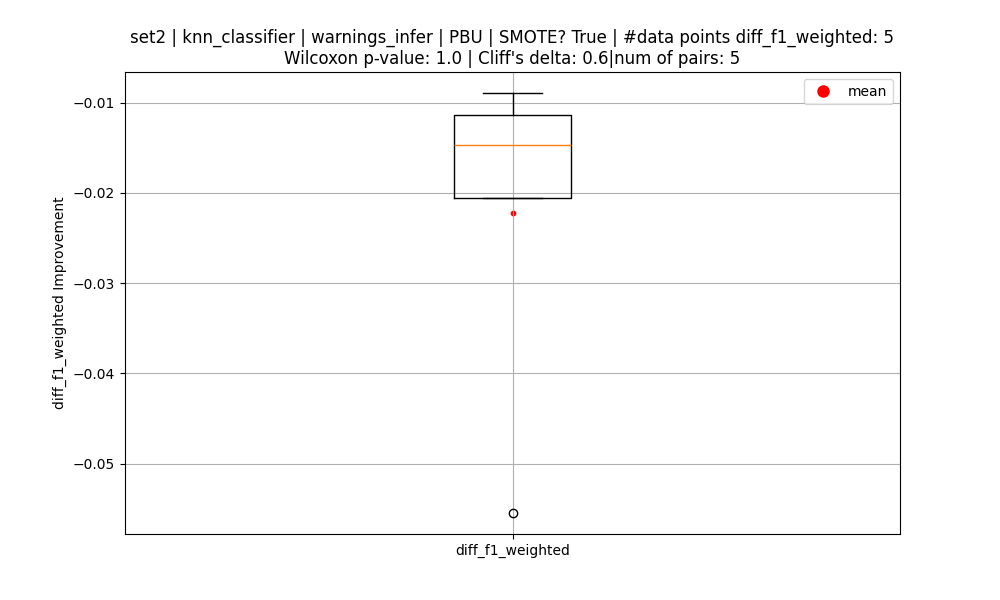 set2 | knn_classifier | warnings_infer | PBU | SMOTE? True | #data points diff_f1_weighted: 5
Wilcoxon p-value: 1.0 | Cliff's delta: 0.6|num of pairs: 5
mean
−0.01
−0.02
−0.03
−0.04
−0.05
diff_f1_weighted Improvement
diff_f1_weighted